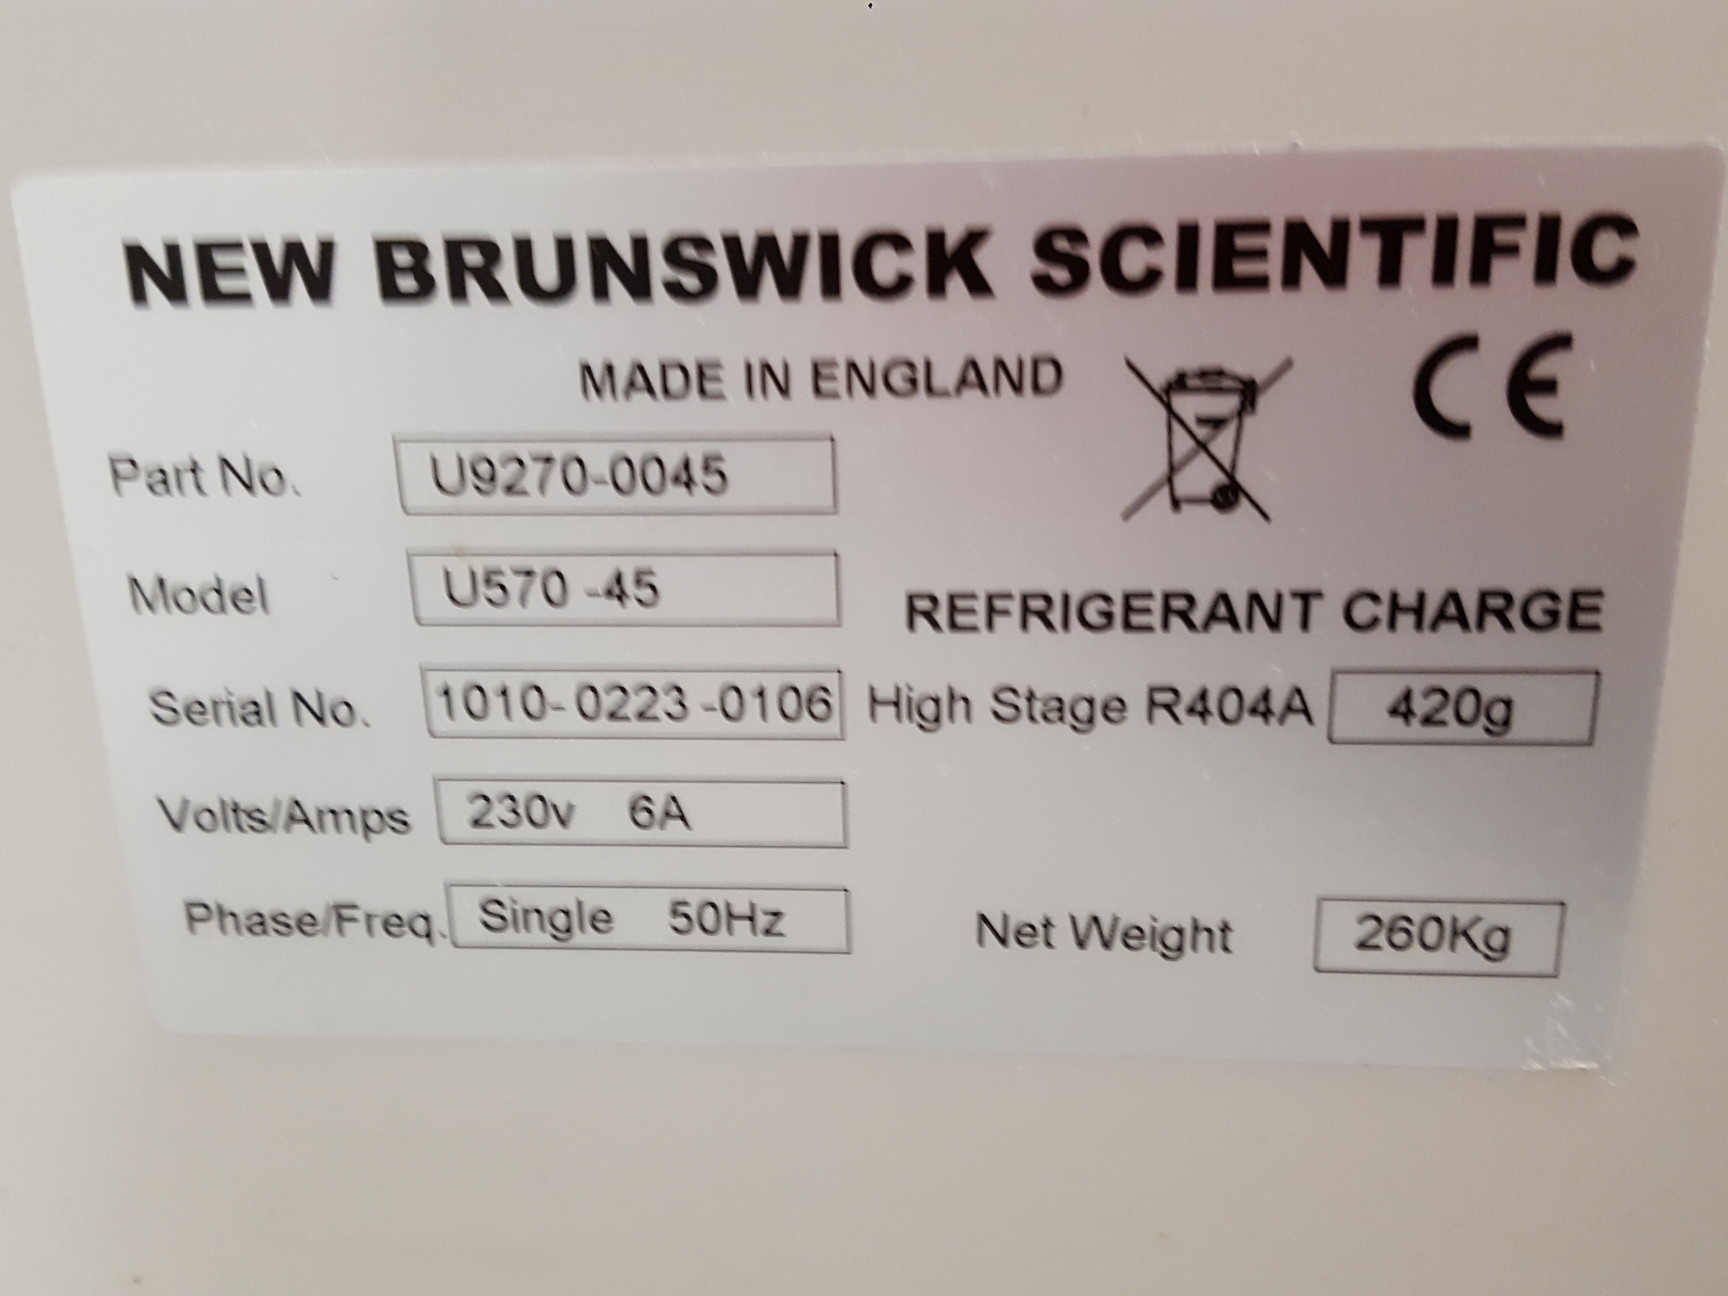 NEW BRUNSWICK SCIENTIFIC
MADE IN ENGLAND
CE
Part No. U9270-0045
Model U570 -45
REFRIGERANT CHARGE
Serial No. 1010-0223-0106 High Stage R404A 420g
Volts/Amps 230v 6A
Phase/Freq. Single 50Hz Net Weight 260Kg